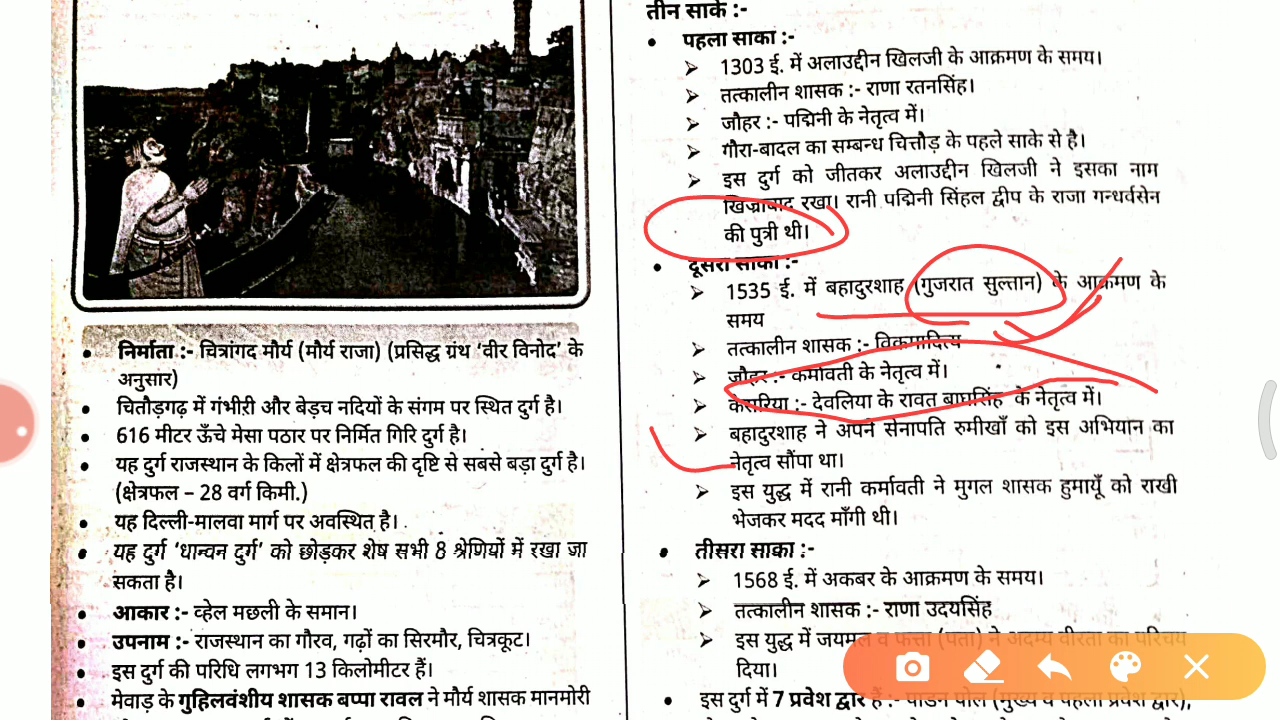 निर्माता :- चित्रांगद मौर्य (मौर्य राजा) (प्रसिद्ध ग्रंथ ‘वीर विनोद’ के
अनुसार)
चितौड़गढ़ में गंभीरी और बेड़च नदियों के संगम पर स्थित दुर्ग है।
616 मीटर ऊँचे मेसा पठार पर निर्मित गिरि दुर्ग है।
यह दुर्ग राजस्थान के किलों में क्षेत्रफल की दृष्टि से सबसे बड़ा दुर्ग है।
(क्षेत्रफल – 28 वर्ग किमी.)
यह दिल्ली-मालवा मार्ग पर अवस्थित है।
यह दुर्ग ‘धान्वन दुर्ग’ को छोड़कर शेष सभी 8 श्रेणियों में रखा जा
सकता है।
आकार :- व्हेल मछली के समान।
उपनाम :- राजस्थान का गौरव, गढ़ों का सिरमौर, चित्रकूट।
इस दुर्ग की परिधि लगभग 13 किलोमीटर हैं।
मेवाड़ के गुहिलवंशीय शासक बप्पा रावल ने मौर्य शासक मानमोरी
तीन साके :-
पहला साका :-
1303 ई. में अलाउद्दीन खिलजी के आक्रमण के समय।
तत्कालीन शासक :- राणा रतनसिंह।
जौहर :- पद्मिनी के नेतृत्व में।
गौरा-बादल का सम्बन्ध चित्तौड़ के पहले साके से है।
इस दुर्ग को जीतकर अलाउद्दीन खिलजी ने इसका नाम
खिज्राबाद रखा। रानी पद्मिनी सिंहल द्वीप के राजा गन्धर्वसेन
की पुत्री थी।
दूसरा साका :-
1535 ई. में बहादुरशाह (गुजरात सुल्तान) के आक्रमण के
समय
तत्कालीन शासक :- विक्रमादित्य
जौहर :- कर्मावती के नेतृत्व में।
केसरिया :- देवलिया के रावत बाघसिंह के नेतृत्व में।
बहादुरशाह ने अपने सेनापति रुमीखाँ को इस अभियान का
नेतृत्व सौंपा था।
इस युद्ध में रानी कर्मावती ने मुगल शासक हुमायूँ को राखी
भेजकर मदद माँगी थी।
तीसरा साका :-
1568 ई. में अकबर के आक्रमण के समय।
तत्कालीन शासक :- राणा उदयसिंह
इस युद्ध में जयमल व फत्ता (पता) ने अदम्य वीरता का परिचय
दिया।
इस दुर्ग में 7 प्रवेश द्वार हैं :- पाडन पोल (मुख्य व पहला प्रवेश द्वार),